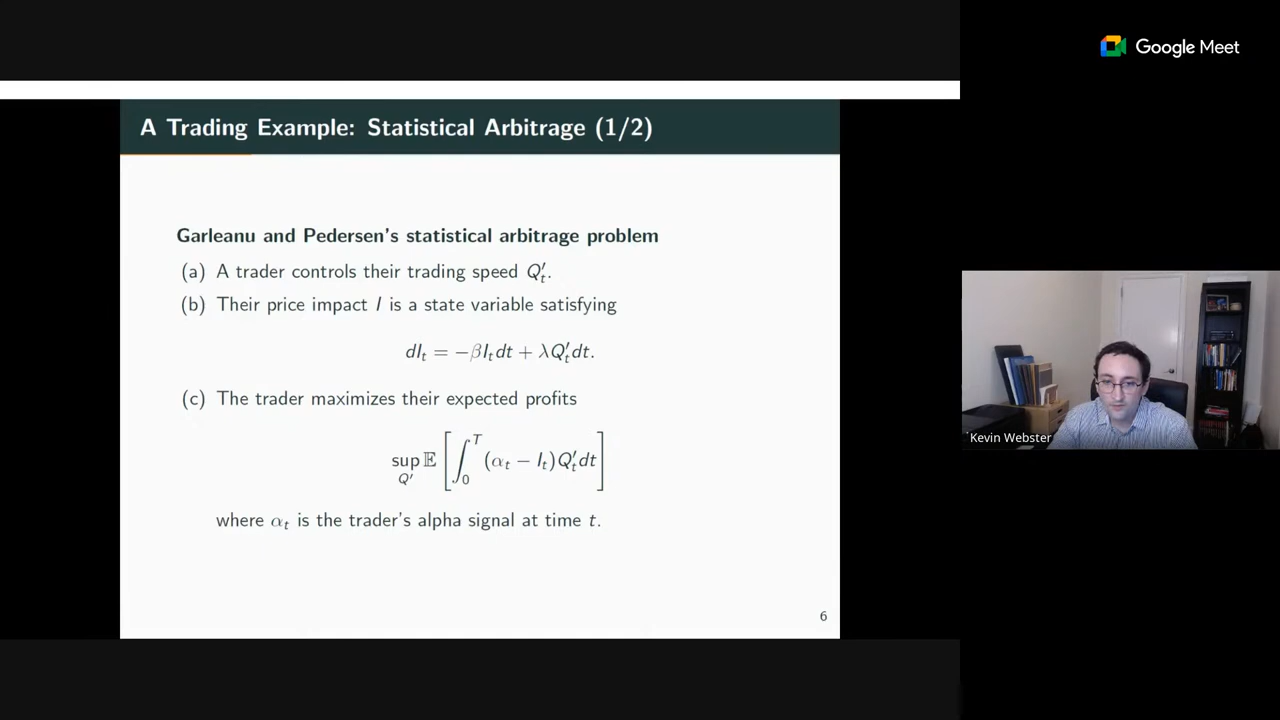 Google Meet
A Trading Example: Statistical Arbitrage (1/2)
Garleanu and Pedersen's statistical arbitrage problem
(a) A trader controls their trading speed Q′ₜ.
(b) Their price impact I is a state variable satisfying
dIₜ = −βIₜdt + λQ′ₜdt.
(c) The trader maximizes their expected profits
sup_{Q′} 𝔼 [∫₀ᵀ (αₜ − Iₜ)Q′ₜdt]
where αₜ is the trader's alpha signal at time t.
6
Kevin Webster